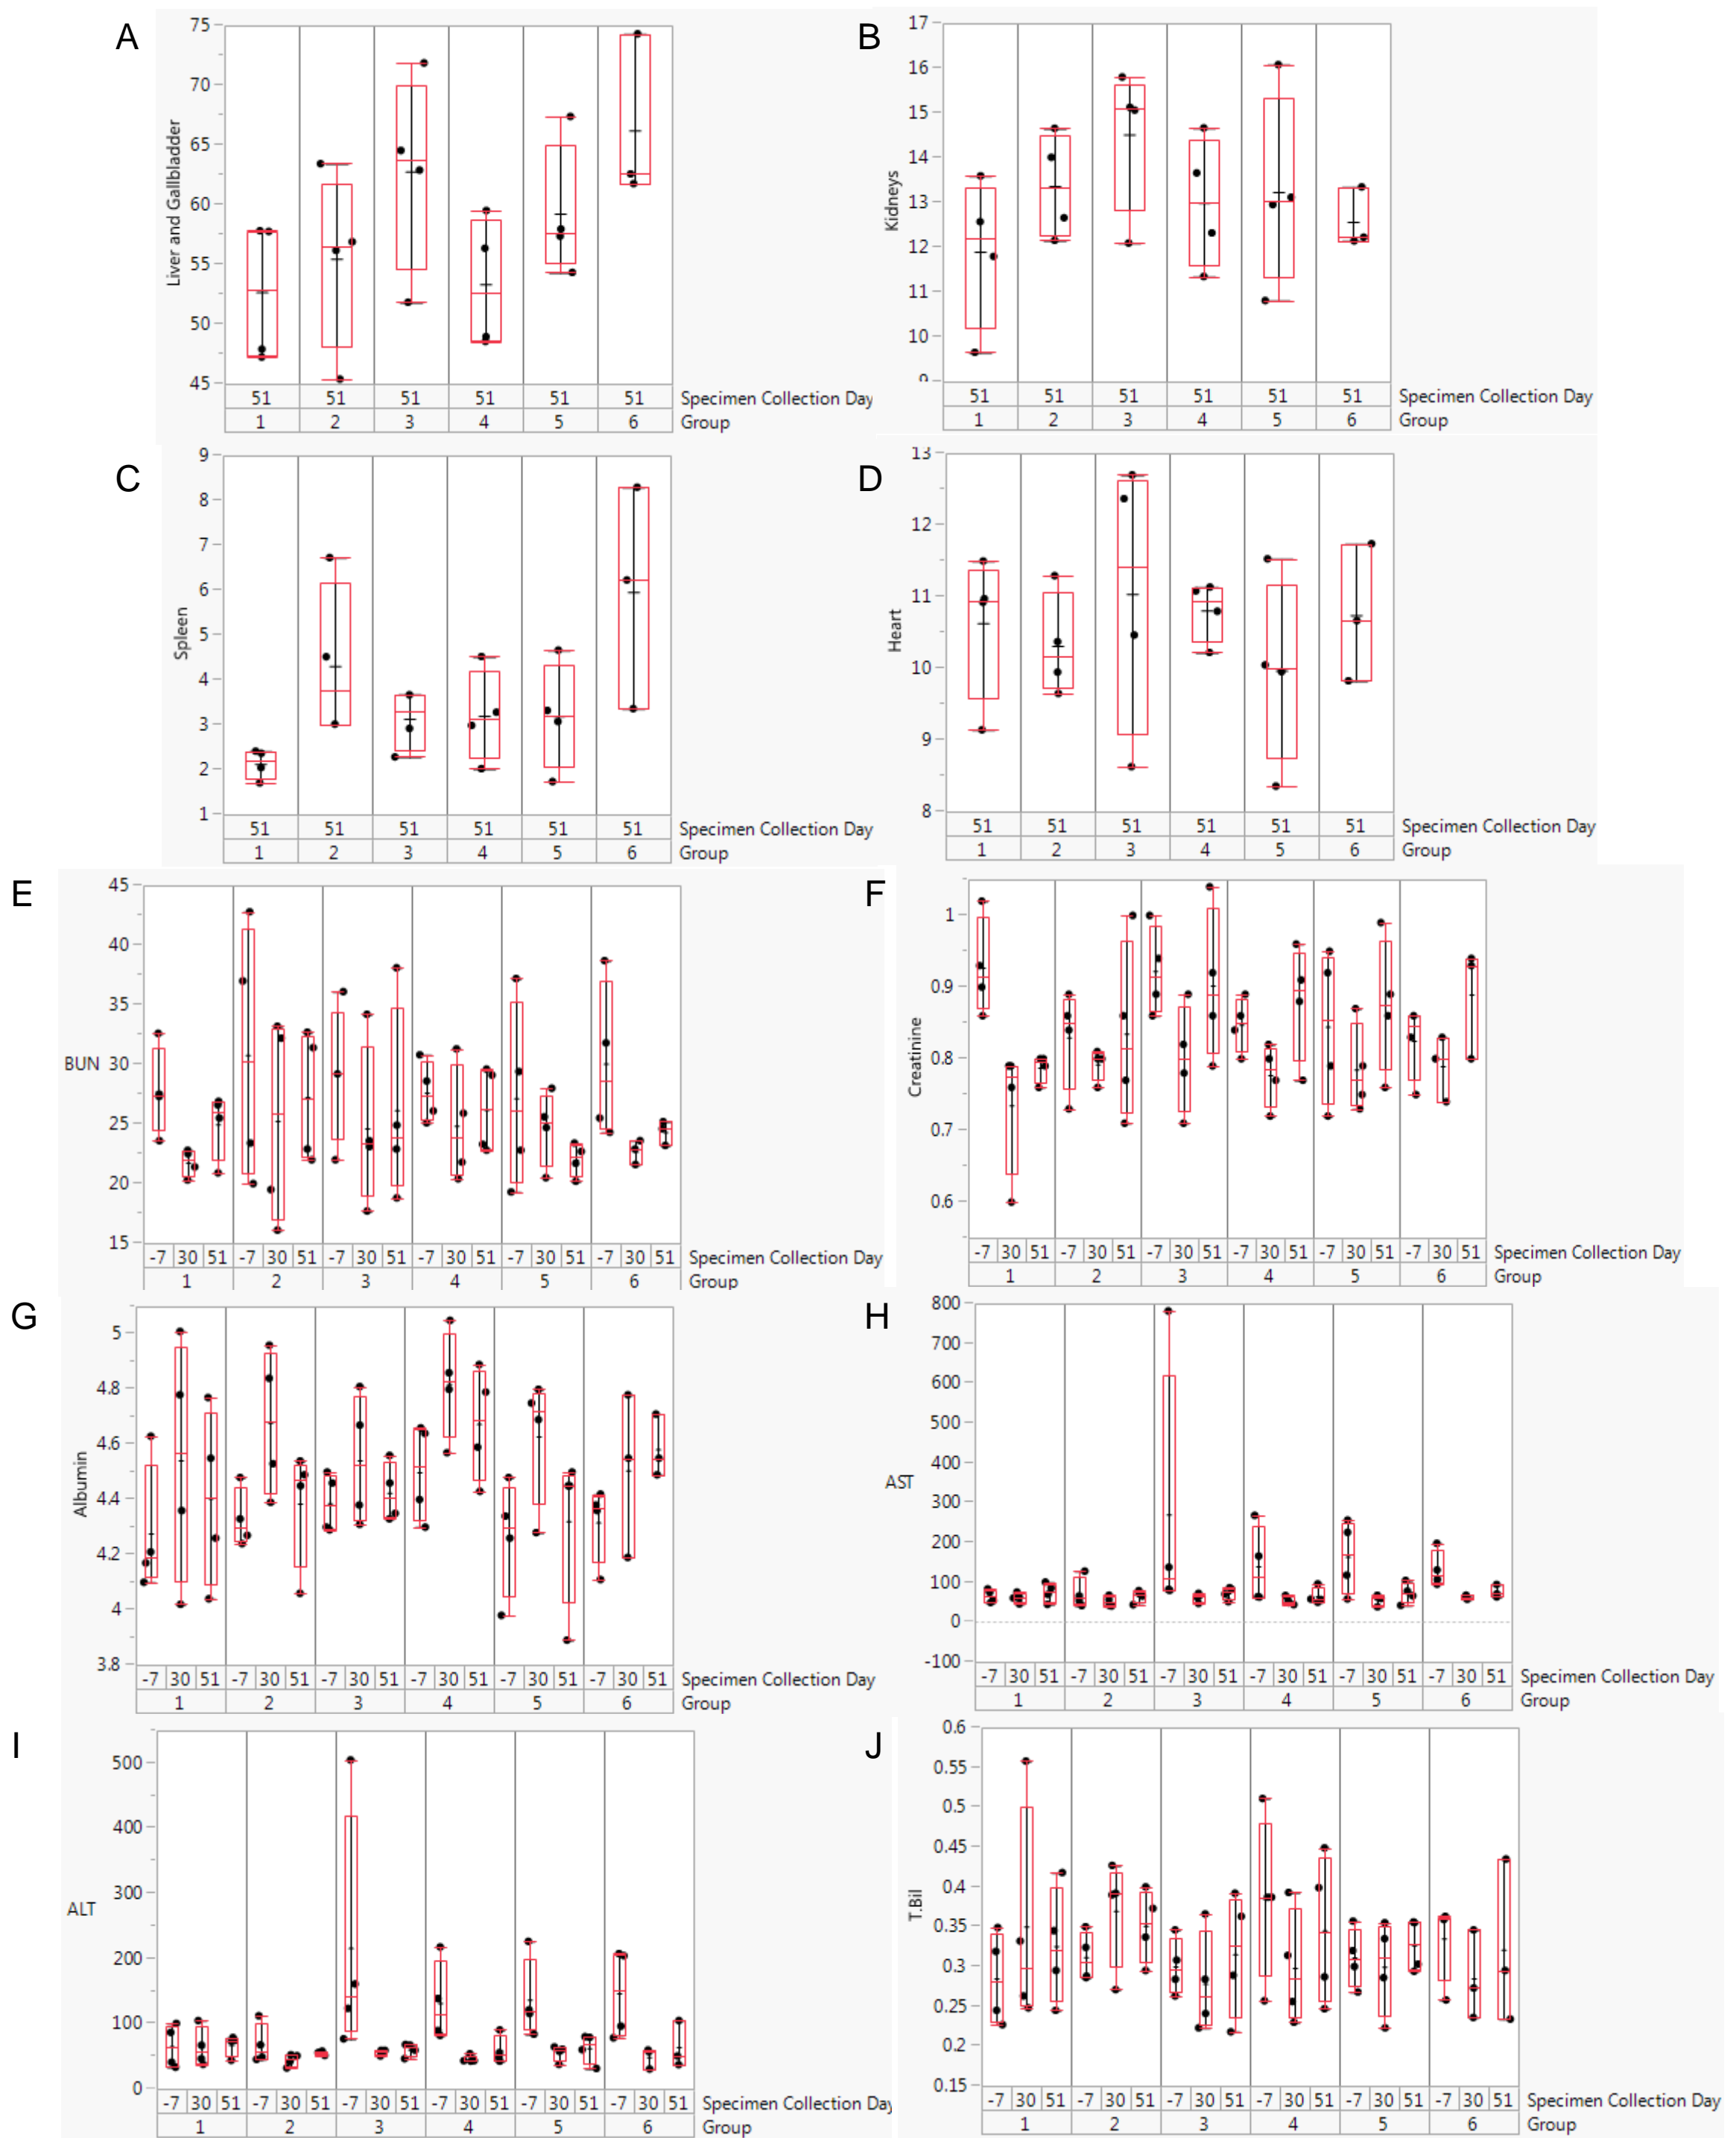 A
75
70
65
60
55
50
45
Liver and Gallbladder
51 51 51 51 51 51 Specimen Collection Day
1 2 3 4 5 6 Group
B
17
16
15
14
13
12
11
10
Kidneys
51 51 51 51 51 51 Specimen Collection Day
1 2 3 4 5 6 Group
C
9
8
7
6
5
4
3
2
1
Spleen
51 51 51 51 51 51 Specimen Collection Day
1 2 3 4 5 6 Group
D
13
12
11
10
9
8
Heart
51 51 51 51 51 51 Specimen Collection Day
1 2 3 4 5 6 Group
E
45
40
35
30
25
20
15
BUN
-7 30 51 -7 30 51 -7 30 51 -7 30 51 -7 30 51 -7 30 51 Specimen Collection Day
1 2 3 4 5 6 Group
F
1
0.9
0.8
0.7
0.6
Creatinine
-7 30 51 -7 30 51 -7 30 51 -7 30 51 -7 30 51 -7 30 51 Specimen Collection Day
1 2 3 4 5 6 Group
G
5
4.8
4.6
4.4
4.2
4
3.8
Albumin
-7 30 51 -7 30 51 -7 30 51 -7 30 51 -7 30 51 -7 30 51 Specimen Collection Day
1 2 3 4 5 6 Group
H
800
700
600
500
400
300
200
100
0
-100
AST
-7 30 51 -7 30 51 -7 30 51 -7 30 51 -7 30 51 -7 30 51 Specimen Collection Day
1 2 3 4 5 6 Group
I
500
400
300
200
100
0
ALT
-7 30 51 -7 30 51 -7 30 51 -7 30 51 -7 30 51 -7 30 51 Specimen Collection Day
1 2 3 4 5 6 Group
J
0.6
0.55
0.5
0.45
0.4
0.35
0.3
0.25
0.2
0.15
T.Bil
-7 30 51 -7 30 51 -7 30 51 -7 30 51 -7 30 51 -7 30 51 Specimen Collection Day
1 2 3 4 5 6 Group